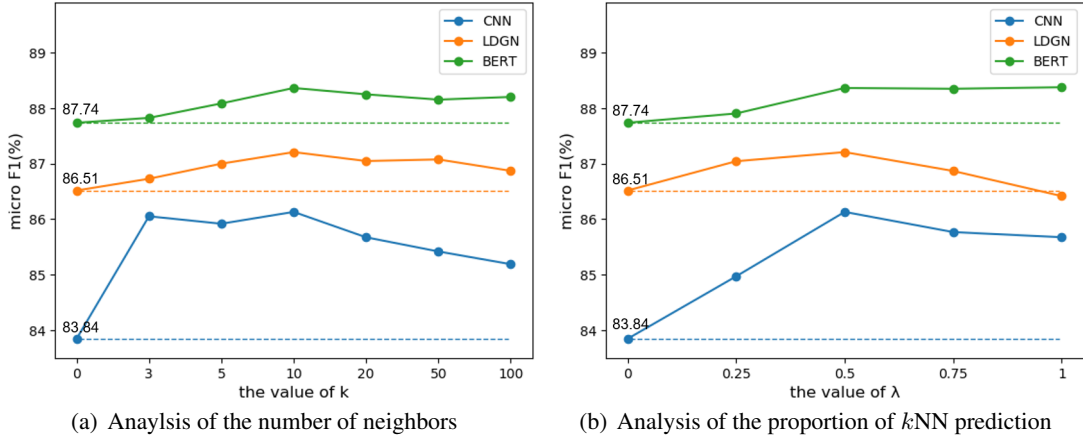 CNN
LDGN
BERT
89
88
87
86
85
84
micro F1(%)
87.74
86.51
83.84
0 3 5 10 20 50 100
the value of k
(a) Anaylsis of the number of neighbors
CNN
LDGN
BERT
89
88
87
86
85
84
micro F1(%)
87.74
86.51
83.84
0 0.25 0.5 0.75 1
the value of λ
(b) Analysis of the proportion of kNN prediction